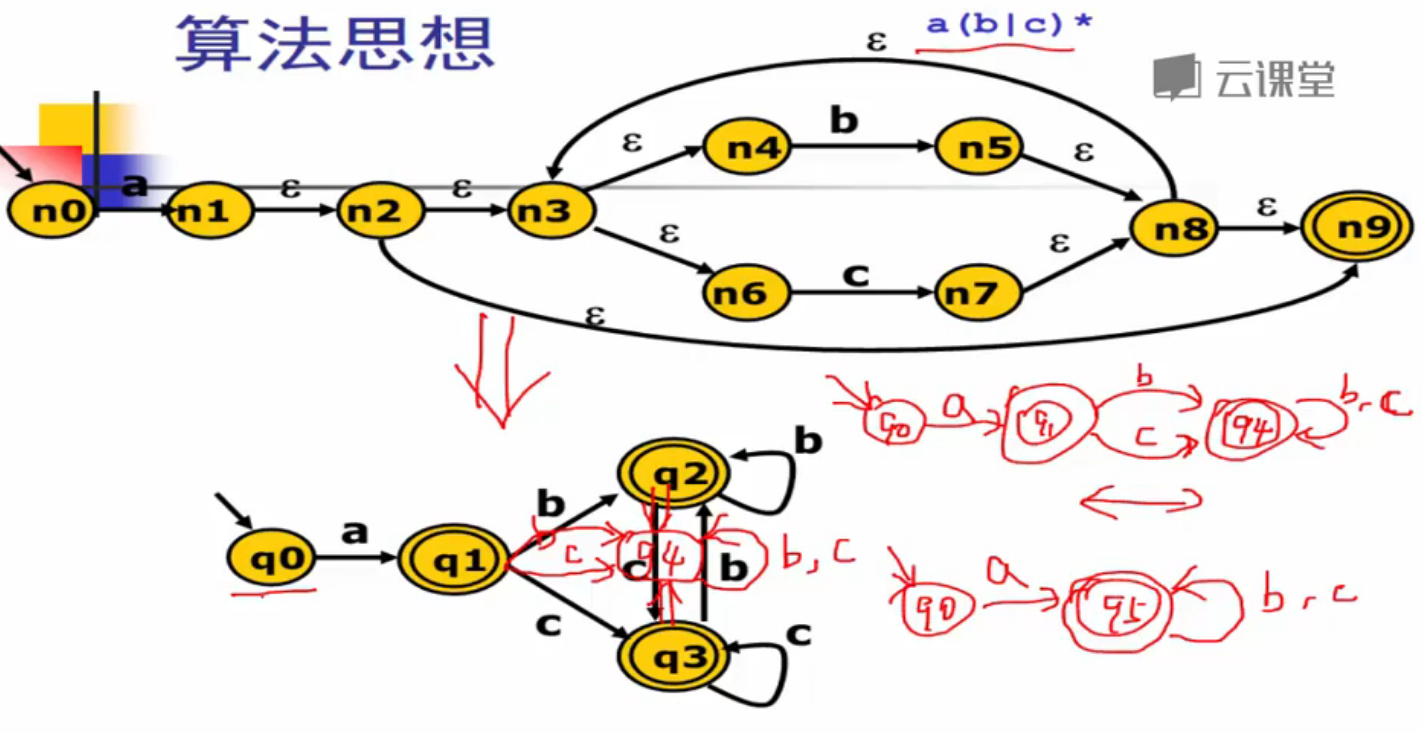 算法思想
a(b|c)*
云课堂
ε
ε b ε
n4 n5
a ε ε
n0 n1 n2 n3 n8 ε n9
ε c ε
n6 n7
ε
q0 a q1 b c q4 b, c
q2 b
b
q0 a q1 c q4 c b b, c
c q3 c
q0 a q5 b, c